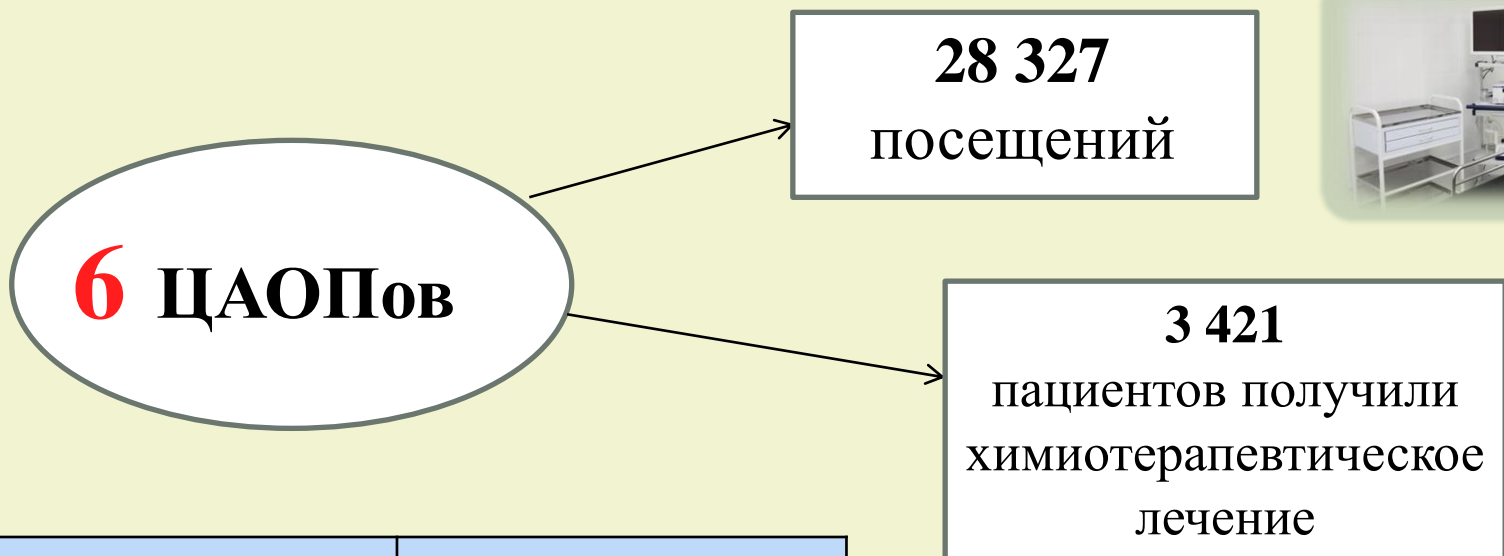 28 327
посещений
6 ЦАОПов
3 421
пациентов получили
химиотерапевтическое
лечение